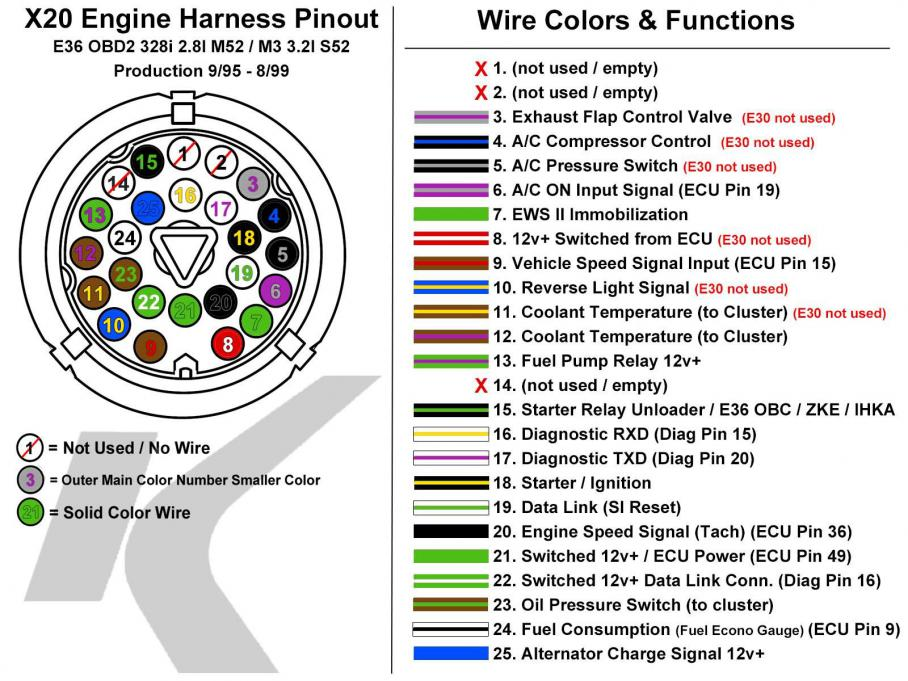 X20 Engine Harness Pinout
E36 OBD2 328i 2.8l M52 / M3 3.2l S52
Production 9/95 - 8/99
15
1
2
14
16
3
13
25
17
4
24
18
12
5
23
19
11
6
22
21
20
10
7
9
8
1 = Not Used / No Wire
3 = Outer Main Color Number Smaller Color
21 = Solid Color Wire
Wire Colors & Functions
X 1. (not used / empty)
X 2. (not used / empty)
3. Exhaust Flap Control Valve (E30 not used)
4. A/C Compressor Control (E30 not used)
5. A/C Pressure Switch (E30 not used)
6. A/C ON Input Signal (ECU Pin 19)
7. EWS II Immobilization
8. 12v+ Switched from ECU (E30 not used)
9. Vehicle Speed Signal Input (ECU Pin 15)
10. Reverse Light Signal (E30 not used)
11. Coolant Temperature (to Cluster) (E30 not used)
12. Coolant Temperature (to Cluster)
13. Fuel Pump Relay 12v+
X 14. (not used / empty)
15. Starter Relay Unloader / E36 OBC / ZKE / IHKA
16. Diagnostic RXD (Diag Pin 15)
17. Diagnostic TXD (Diag Pin 20)
18. Starter / Ignition
19. Data Link (SI Reset)
20. Engine Speed Signal (Tach) (ECU Pin 36)
21. Switched 12v+ / ECU Power (ECU Pin 49)
22. Switched 12v+ Data Link Conn. (Diag Pin 16)
23. Oil Pressure Switch (to cluster)
24. Fuel Consumption (Fuel Econo Gauge) (ECU Pin 9)
25. Alternator Charge Signal 12v+